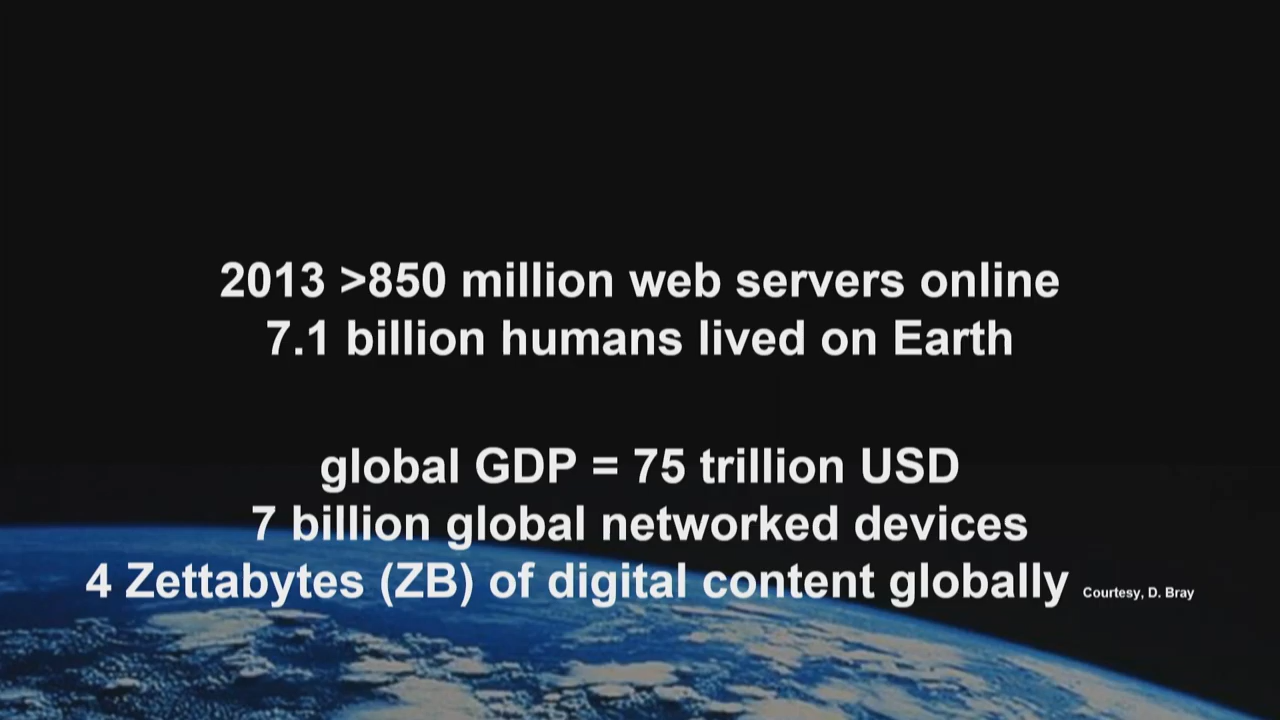 2013 >850 million web servers online
7.1 billion humans lived on Earth
global GDP = 75 trillion USD
7 billion global networked devices
4 Zettabytes (ZB) of digital content globally Courtesy, D. Bray